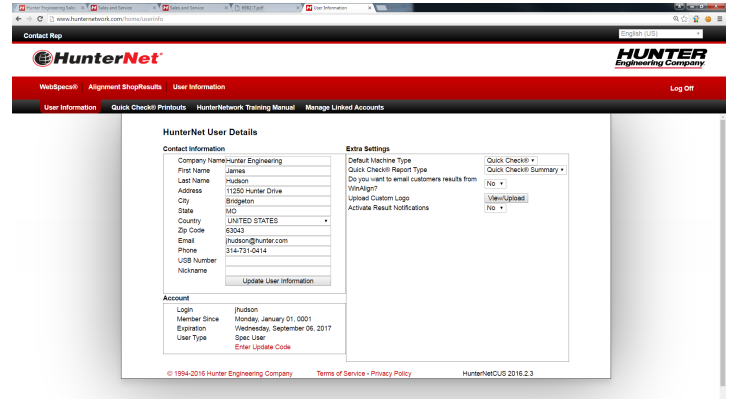 Hunter Engineering Sales
Sales and Service
Sales and Service
User Information
www.hunternetwork.com/home/userinfo
Contact Rep
English (US)
HunterNet
HUNTER
Engineering Company
WebSpecs® Alignment ShopResults User Information
Log Off
User Information Quick Check® Printouts HunterNetwork Training Manual Manage Linked Accounts
HunterNet User Details
Contact Information
Company Name Hunter Engineering
First Name James
Last Name Hudson
Address 11250 Hunter Drive
City Bridgeton
State MO
Country UNITED STATES
Zip Code 63043
Email jhudson@hunter.com
Phone 314-731-0414
USB Number
Nickname
Update User Information
Extra Settings
Default Machine Type Quick Check®
Quick Check® Report Type Quick Check® Summary
Do you want to email customers results from
WinAlign? No
Upload Custom Logo View/Upload
Activate Result Notifications No
Account
Login jhudson
Member Since Monday, January 01, 0001
Expiration Wednesday, September 06, 2017
User Type Spec User
Enter Update Code
© 1994-2016 Hunter Engineering Company Terms of Service - Privacy Policy HunterNetCUS 2016.2.3